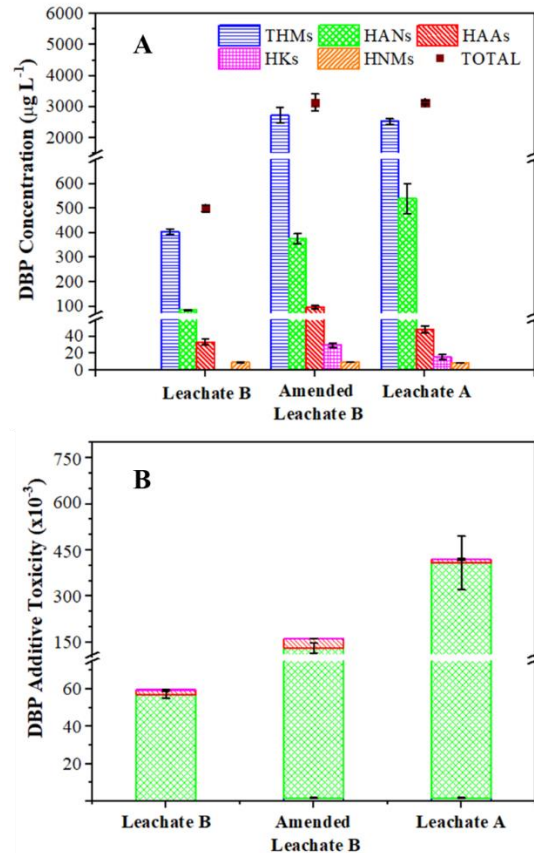 A
THMs HANs HAAs
HKs HNMs TOTAL
DBP Concentration (µg L⁻¹)
6000
5000
4000
3000
2000
600
500
400
300
200
100
40
20
0
Leachate B Amended Leachate A
Leachate B
B
DBP Additive Toxicity (x10⁻³)
750
600
450
300
150
60
40
20
Leachate B Amended Leachate A
Leachate B